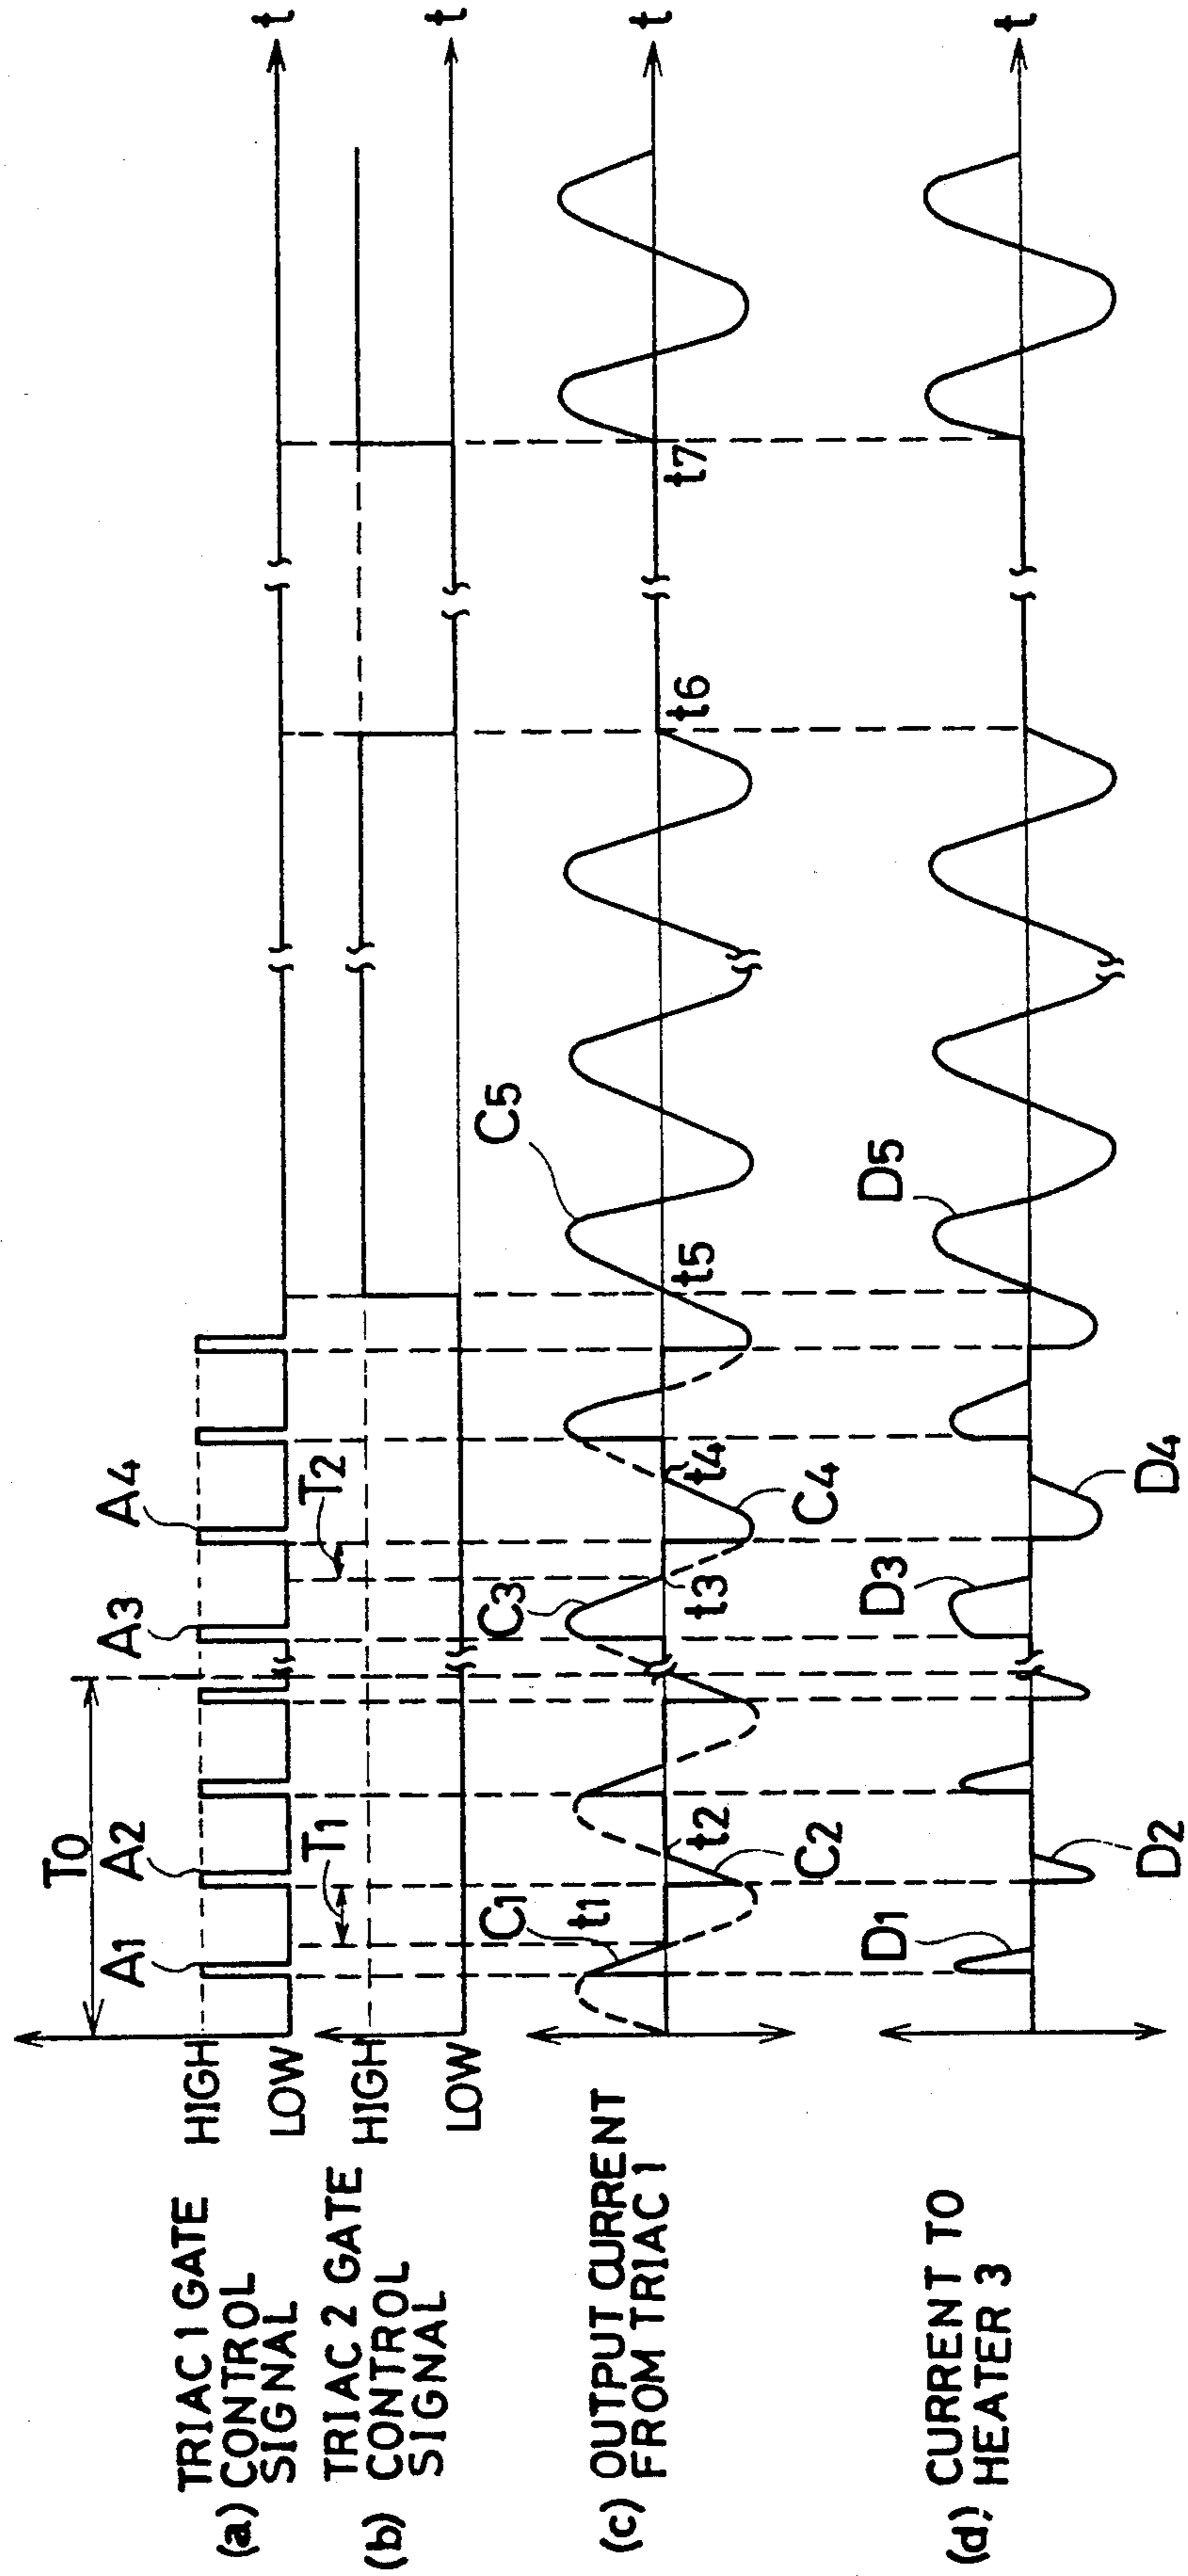 (a) TRIAC 1 GATE
CONTROL
SIGNAL
HIGH
LOW
T0
A1
A2
A3
A4
t
(b) TRIAC 2 GATE
CONTROL
SIGNAL
HIGH
LOW
T1
T2
t
(c) OUTPUT CURRENT
FROM TRIAC 1
C1
t1
C2
t2
C3
t3
C4
t4
t5
C5
t6
t7
t
(d) CURRENT TO
HEATER 3
D1
D2
D3
D4
D5
t